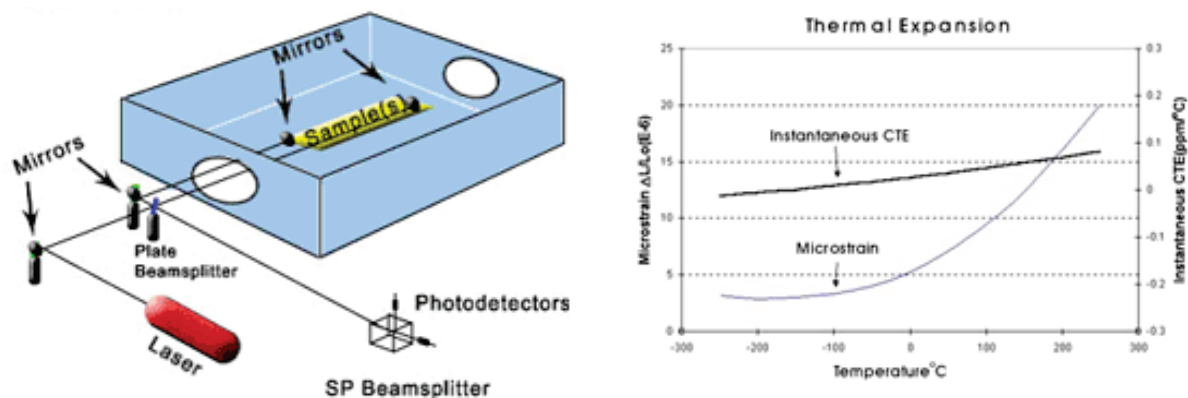 Mirrors
Sample(s)
Mirrors
Plate
Beamsplitter
Photodetectors
Laser
SP Beamsplitter
Thermal Expansion
25
20
15
10
5
0
Microstrain ΔL/Lo(E-6)
Instantaneous CTE
Microstrain
0.3
0.2
0.1
0
-0.1
-0.2
-0.3
Instantaneous CTE(ppm/°C)
-300
-200
-100
0
100
200
300
Temperature°C